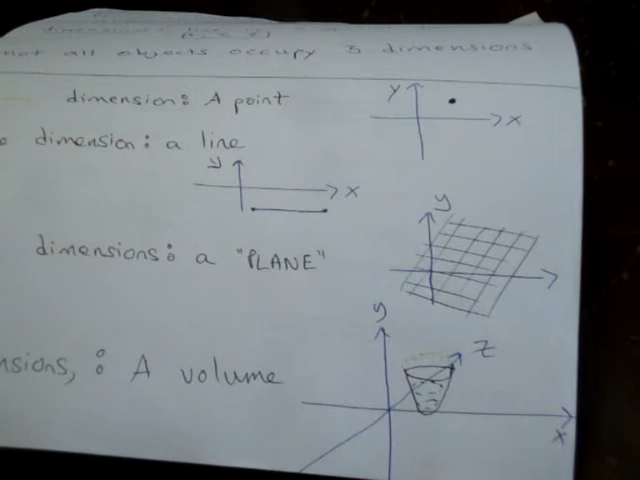 not all objects occupy 3 dimensions
dimension: A point
y
x
dimension: a line
y
x
dimensions: a "PLANE"
y
nsions, : A volume
y
z
x